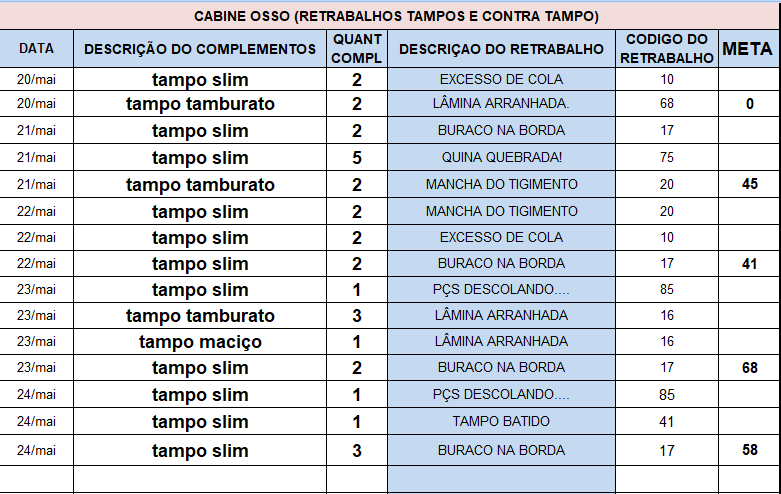 CABINE OSSO (RETRABALHOS TAMPOS E CONTRA TAMPO)
DATA DESCRIÇÃO DO COMPLEMENTOS QUANT COMPL DESCRIÇAO DO RETRABALHO CODIGO DO RETRABALHO META
20/mai tampo slim 2 EXCESSO DE COLA 10
20/mai tampo tamburato 2 LÂMINA ARRANHADA. 68 0
21/mai tampo slim 2 BURACO NA BORDA 17
21/mai tampo slim 5 QUINA QUEBRADA! 75
21/mai tampo tamburato 2 MANCHA DO TIGIMENTO 20 45
22/mai tampo slim 2 MANCHA DO TIGIMENTO 20
22/mai tampo slim 2 EXCESSO DE COLA 10
22/mai tampo slim 2 BURACO NA BORDA 17 41
23/mai tampo slim 1 PÇS DESCOLANDO.... 85
23/mai tampo tamburato 3 LÂMINA ARRANHADA 16
23/mai tampo maciço 1 LÂMINA ARRANHADA 16
23/mai tampo slim 2 BURACO NA BORDA 17 68
24/mai tampo slim 1 PÇS DESCOLANDO.... 85
24/mai tampo slim 1 TAMPO BATIDO 41
24/mai tampo slim 3 BURACO NA BORDA 17 58